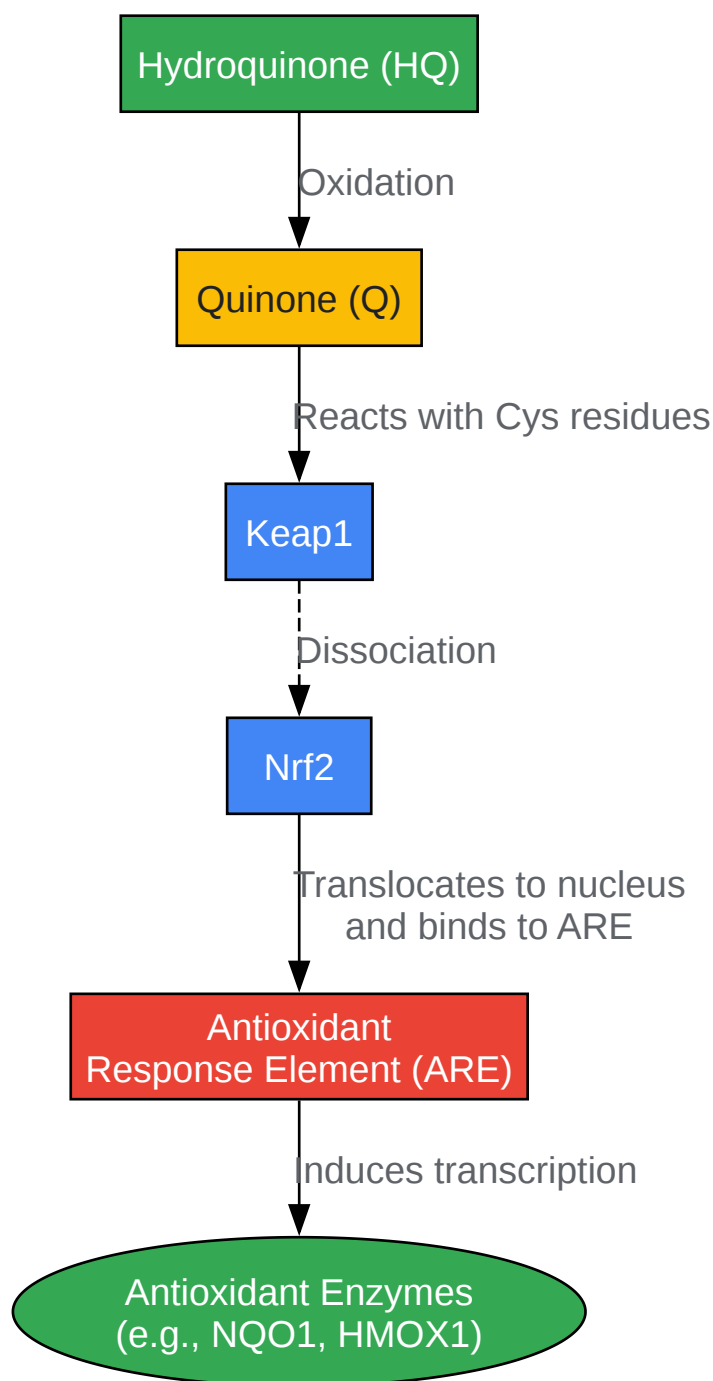 Hydroquinone (HQ)
Oxidation
Quinone (Q)
Reacts with Cys residues
Keap1
Dissociation
Nrf2
Translocates to nucleus
and binds to ARE
Antioxidant
Response Element (ARE)
Induces transcription
Antioxidant Enzymes
(e.g., NQO1, HMOX1)